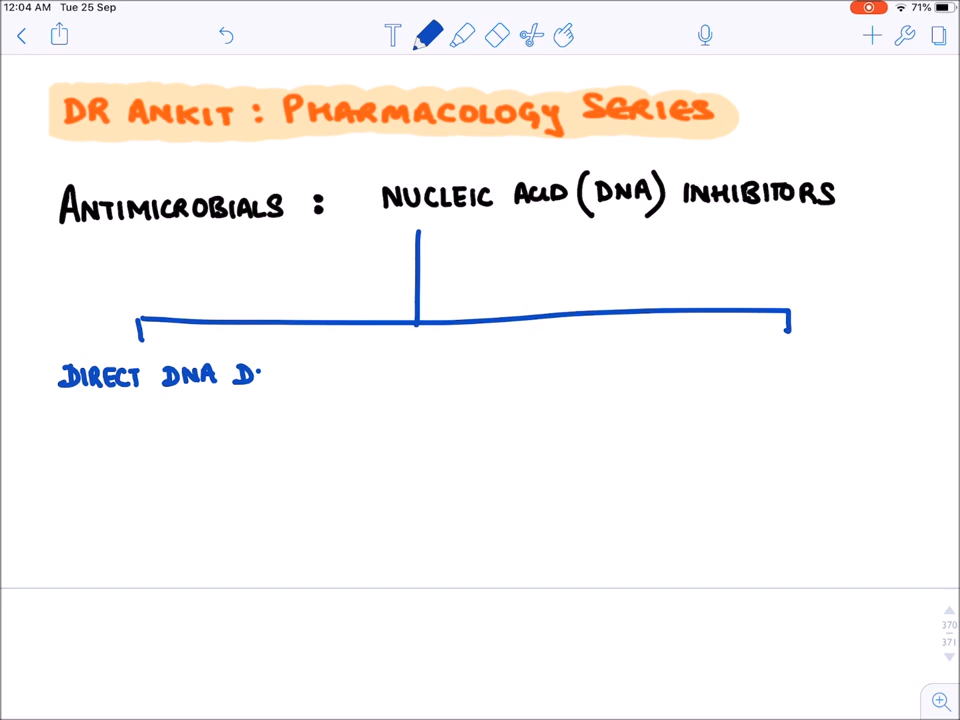 12:04 AM Tue 25 Sep 71%
T
DR ANKIT : PHARMACOLOGY SERIES
ANTIMICROBIALS : NUCLEIC ACID (DNA) INHIBITORS
DIRECT DNA D
370
371